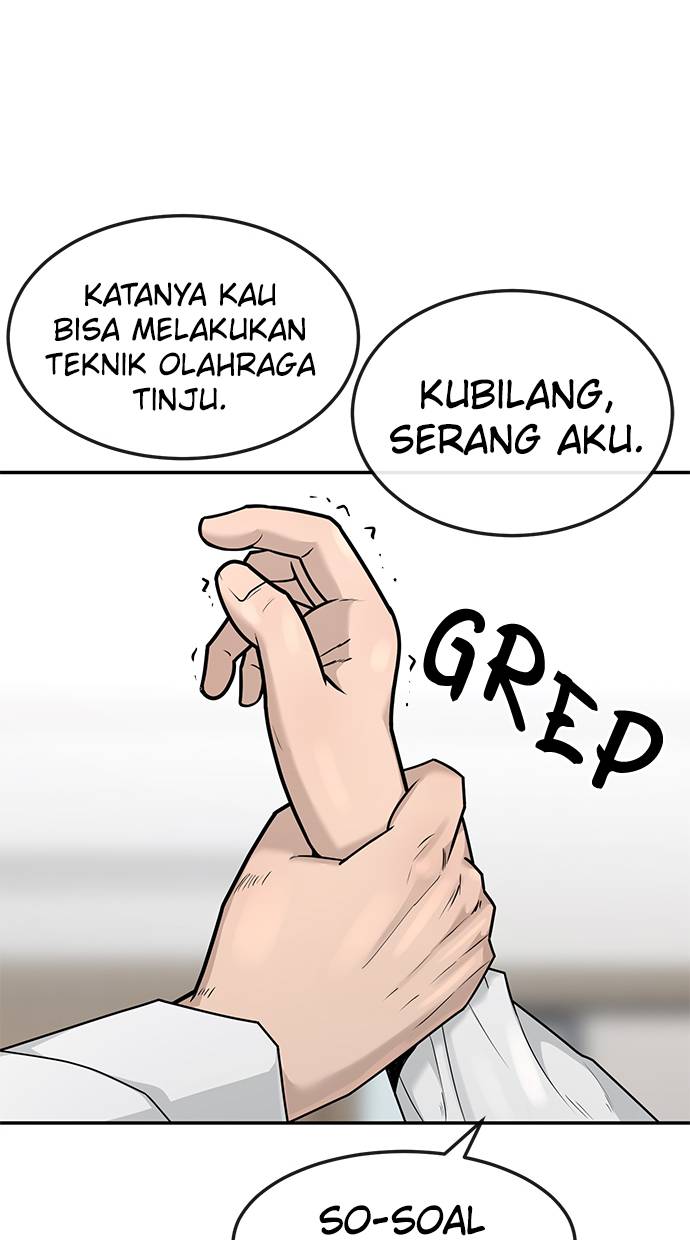 KATANYA KAU
BISA MELAKUKAN
TEKNIK OLAHRAGA
TINJU.
KUBILANG,
SERANG AKU.
GREP
SO-SOAL